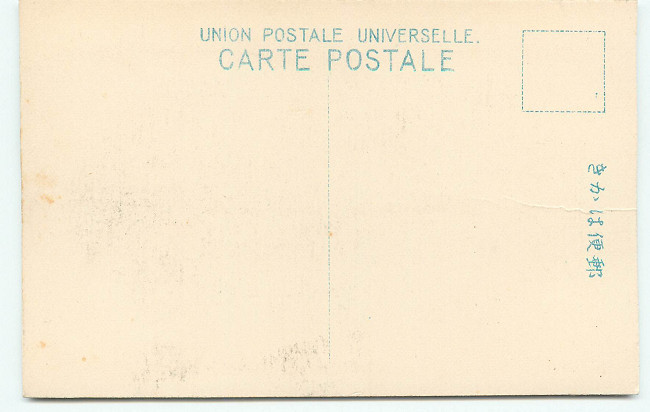 UNION POSTALE UNIVERSELLE.
CARTE POSTALE
郵便はかき